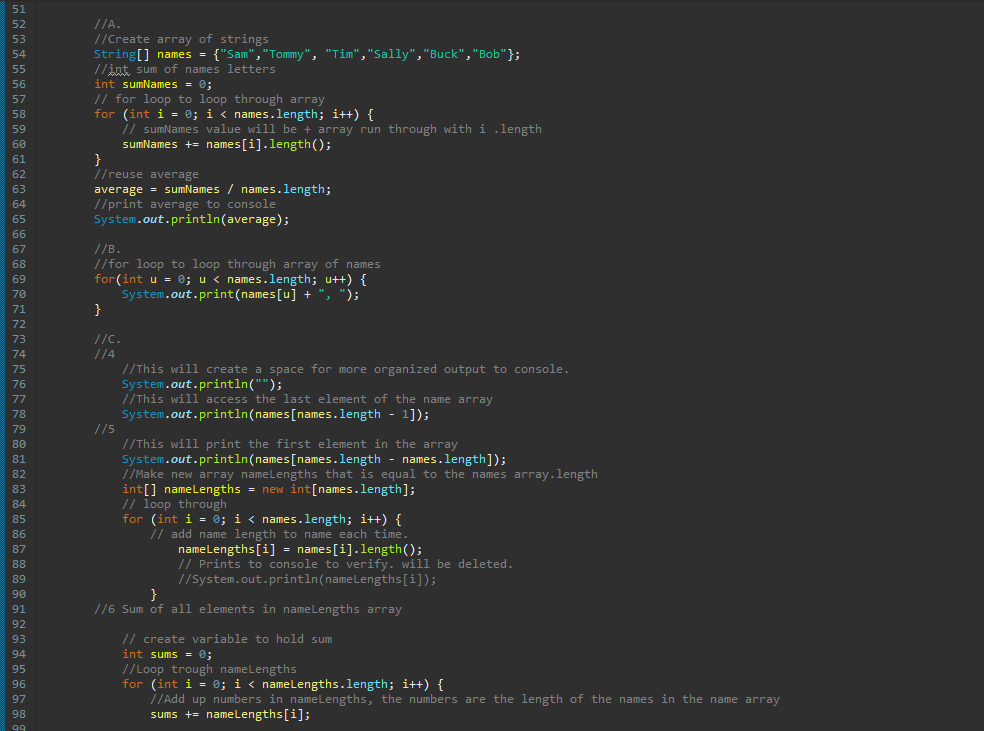 51
52 //A.
53 //Create array of strings
54 String[] names = {"Sam","Tommy", "Tim","Sally","Buck","Bob"};
55 //int sum of names letters
56 int sumNames = 0;
57 // for loop to loop through array
58 for (int i = 0; i < names.length; i++) {
59 // sumNames value will be + array run through with i .length
60 sumNames += names[i].length();
61 }
62 //reuse average
63 average = sumNames / names.length;
64 //print average to console
65 System.out.println(average);
66
67 //B.
68 //for loop to loop through array of names
69 for(int u = 0; u < names.length; u++) {
70 System.out.print(names[u] + ", ");
71 }
72
73 //C.
74 //4
75 //This will create a space for more organized output to console.
76 System.out.println("");
77 //This will access the last element of the name array
78 System.out.println(names[names.length - 1]);
79 //5
80 //This will print the first element in the array
81 System.out.println(names[names.length - names.length]);
82 //Make new array nameLengths that is equal to the names array.length
83 int[] nameLengths = new int[names.length];
84 // loop through
85 for (int i = 0; i < names.length; i++) {
86 // add name length to name each time.
87 nameLengths[i] = names[i].length();
88 // Prints to console to verify. will be deleted.
89 //System.out.println(nameLengths[i]);
90 }
91 //6 Sum of all elements in nameLengths array
92
93 // create variable to hold sum
94 int sums = 0;
95 //Loop trough nameLengths
96 for (int i = 0; i < nameLengths.length; i++) {
97 //Add up numbers in nameLengths, the numbers are the length of the names in the name array
98 sums += nameLengths[i];
99